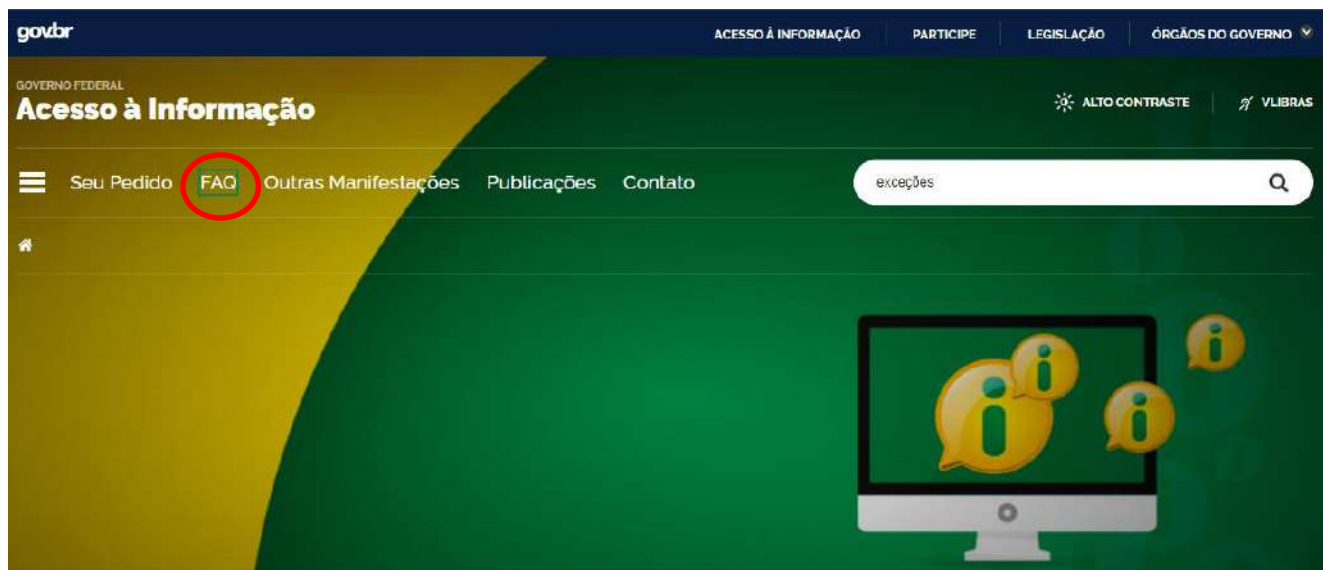 gov.br
ACESSO À INFORMAÇÃO PARTICIPE LEGISLAÇÃO ÓRGÃOS DO GOVERNO
GOVERNO FEDERAL
Acesso à Informação
ALTO CONTRASTE VLIBRAS
Seu Pedido FAQ Outras Manifestações Publicações Contato
exceções